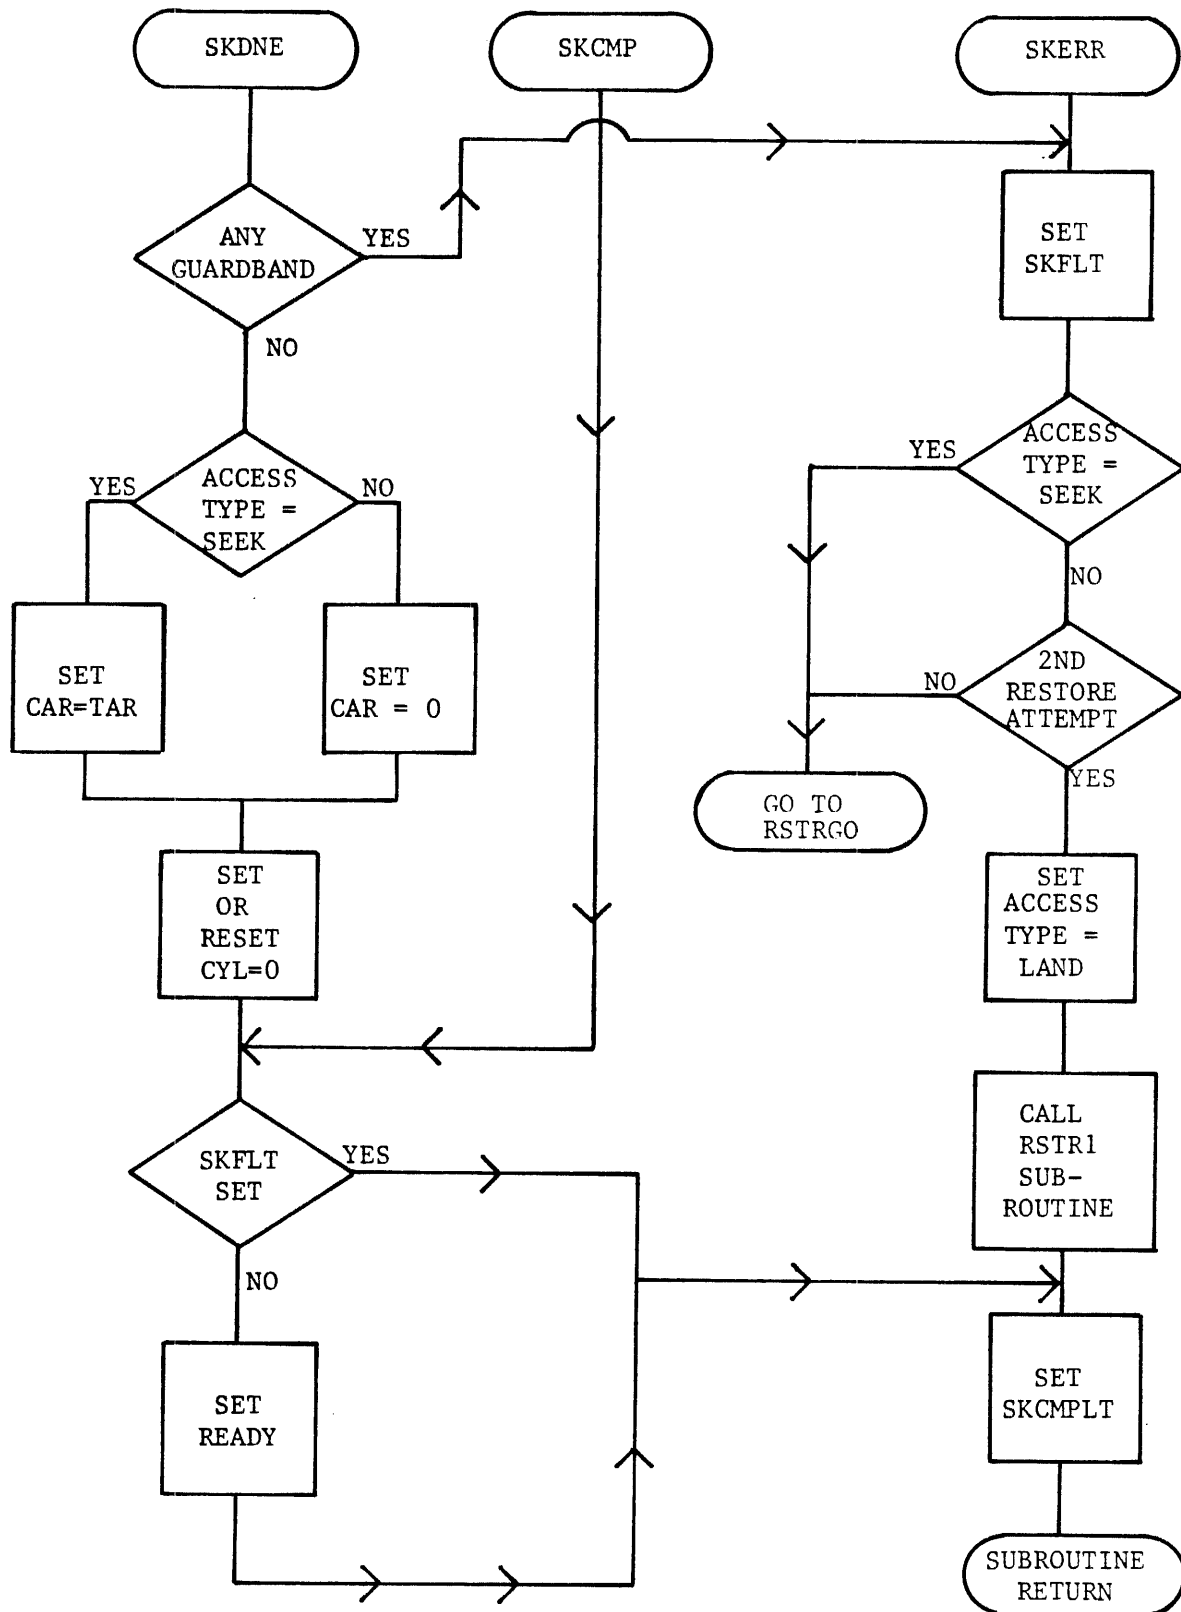 SKDNE
SKCMP
SKERR
ANY
GUARDBAND
YES
NO
SET
SKFLT
ACCESS
TYPE =
SEEK
YES
NO
ACCESS
TYPE =
SEEK
YES
NO
SET
CAR=TAR
SET
CAR = 0
2ND
RESTORE
ATTEMPT
NO
YES
GO TO
RSTRGO
SET
OR
RESET
CYL=0
SET
ACCESS
TYPE =
LAND
CALL
RSTR1
SUB-
ROUTINE
SKFLT
SET
YES
NO
SET
READY
SET
SKCMPLT
SUBROUTINE
RETURN